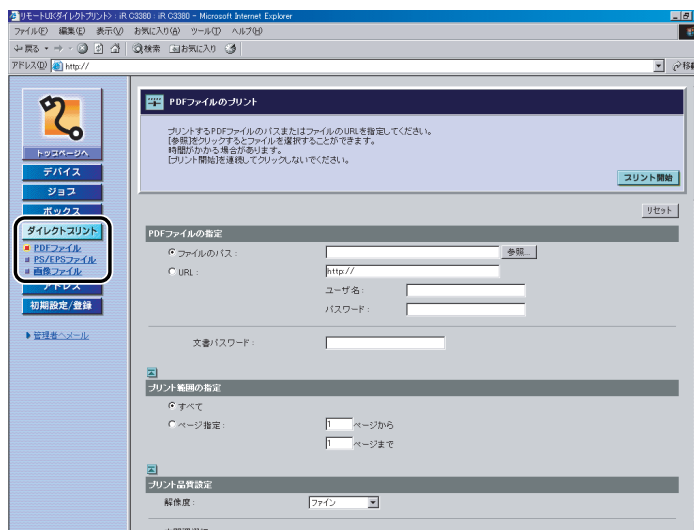 リモートUI<ダイレクトプリント> : iR C3380 : iR C3380 - Microsoft Internet Explorer
ファイル(F) 編集(E) 表示(V) お気に入り(A) ツール(T) ヘルプ(H)
戻る 検索 お気に入り
アドレス(D) http:// 移動
トップページへ
デバイス
ジョブ
ボックス
ダイレクトプリント
PDFファイル
PS/EPSファイル
画像ファイル
アドレス
初期設定/登録
管理者へメール
PDFファイルのプリント
プリントするPDFファイルのパスまたはファイルのURLを指定してください。
[参照]をクリックするとファイルを選択することができます。
時間がかかる場合があります。
[プリント開始]を連続してクリックしないでください。
プリント開始
リセット
PDFファイルの指定
ファイルのパス : 参照...
URL : http://
ユーザ名 :
パスワード :
文書パスワード :
プリント範囲の指定
すべて
ページ指定 : 1 ページから
1 ページまで
プリント品質設定
解像度 : ファイン